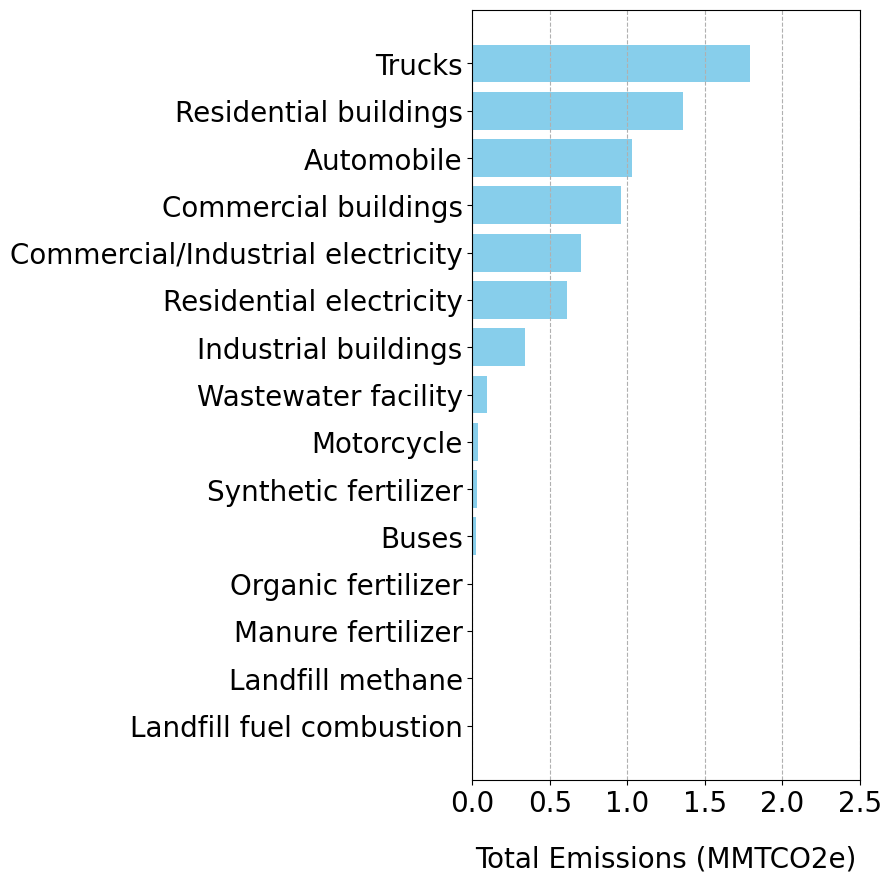 Trucks
Residential buildings
Automobile
Commercial buildings
Commercial/Industrial electricity
Residential electricity
Industrial buildings
Wastewater facility
Motorcycle
Synthetic fertilizer
Buses
Organic fertilizer
Manure fertilizer
Landfill methane
Landfill fuel combustion
0.0 0.5 1.0 1.5 2.0 2.5
Total Emissions (MMTCO2e)